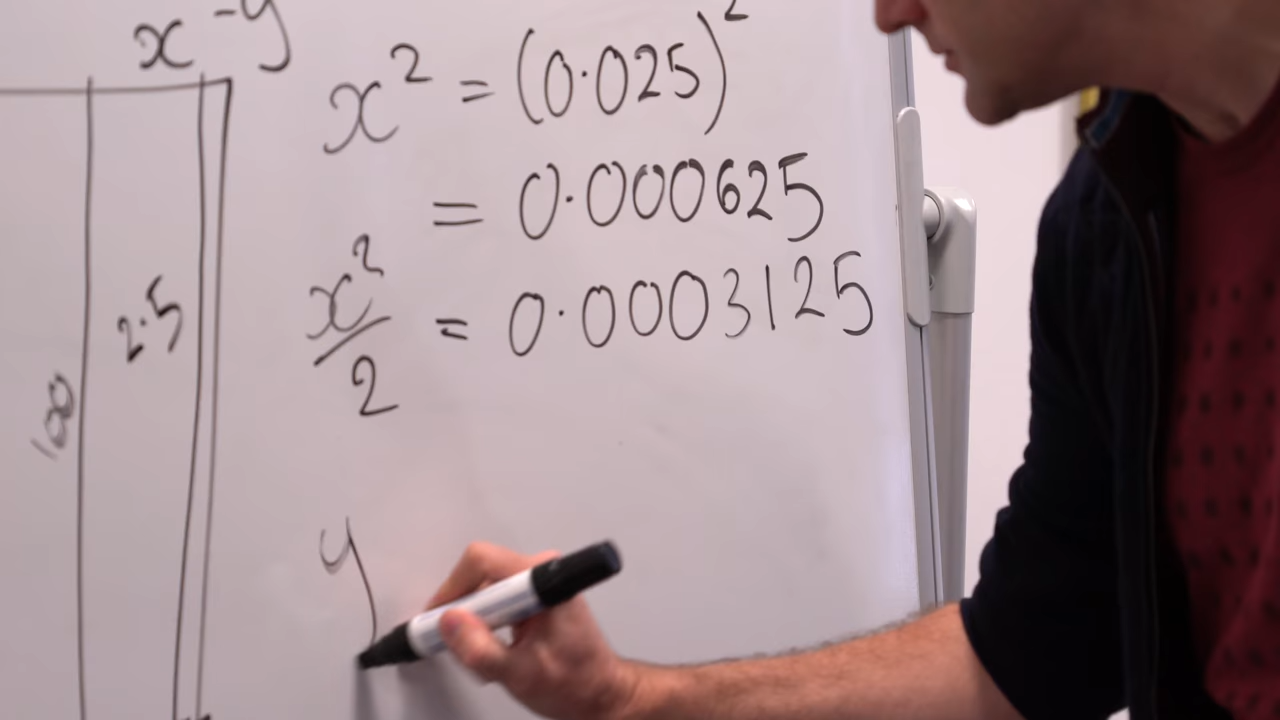 x -y
x² = (0.025)²
= 0.000625
x²/2 = 0.0003125
2.5
100
y